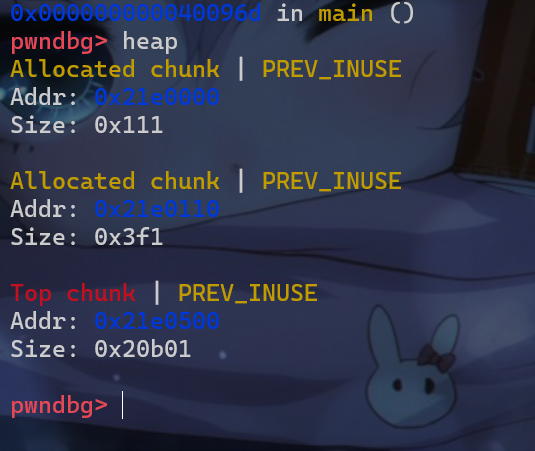 0x000000000040096d in main ()
pwndbg> heap
Allocated chunk | PREV_INUSE
Addr: 0x21e0000
Size: 0x111
Allocated chunk | PREV_INUSE
Addr: 0x21e0110
Size: 0x3f1
Top chunk | PREV_INUSE
Addr: 0x21e0500
Size: 0x20b01
pwndbg>